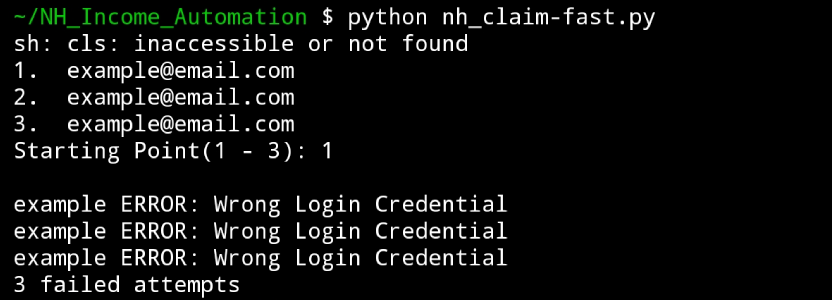 ~/NH_Income_Automation $ python nh_claim-fast.py
sh: cls: inaccessible or not found
1.  example@email.com
2.  example@email.com
3.  example@email.com
Starting Point(1 - 3): 1
example ERROR: Wrong Login Credential
example ERROR: Wrong Login Credential
example ERROR: Wrong Login Credential
3 failed attempts